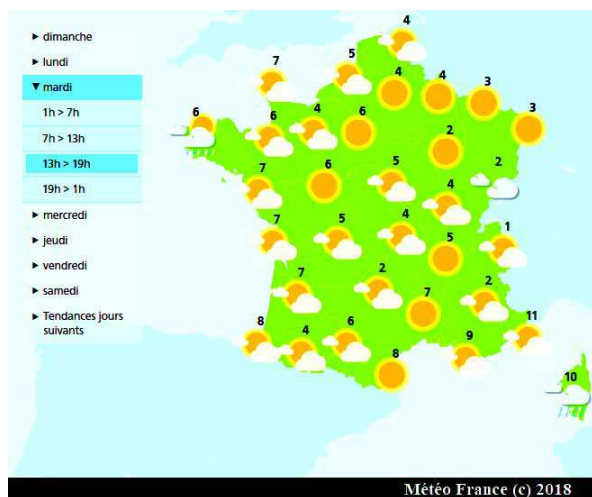 ▶ dimanche
▶ lundi
▼ mardi
1h > 7h
7h > 13h
13h > 19h
19h > 1h
▶ mercredi
▶ jeudi
▶ vendredi
▶ samedi
▶ Tendances jours
suivants
4
7 5
4 4 3
6 6 4 6 3
2
7 6 5 2
4
7 5 4 1
5
7 2 2
7
8 4 6 9 11
8
10
Météo France (c) 2018